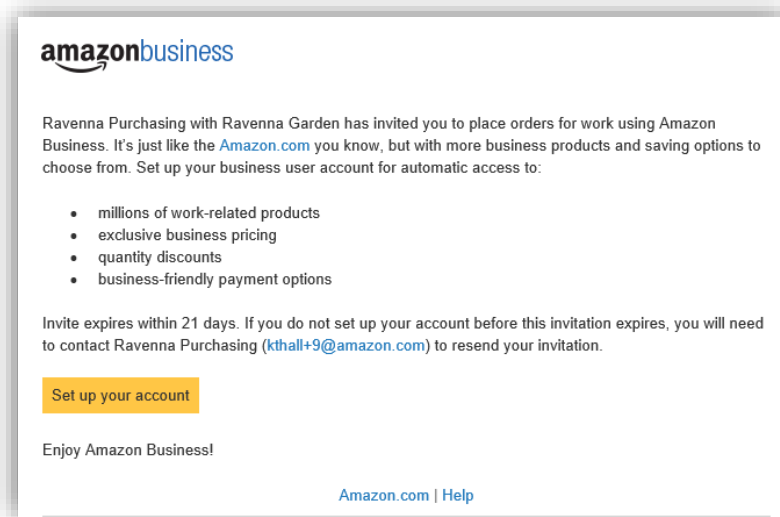 amazonbusiness
Ravenna Purchasing with Ravenna Garden has invited you to place orders for work using Amazon
Business. It's just like the Amazon.com you know, but with more business products and saving options to
choose from. Set up your business user account for automatic access to:
• millions of work-related products
• exclusive business pricing
• quantity discounts
• business-friendly payment options
Invite expires within 21 days. If you do not set up your account before this invitation expires, you will need
to contact Ravenna Purchasing (kthall+9@amazon.com) to resend your invitation.
Set up your account
Enjoy Amazon Business!
Amazon.com | Help